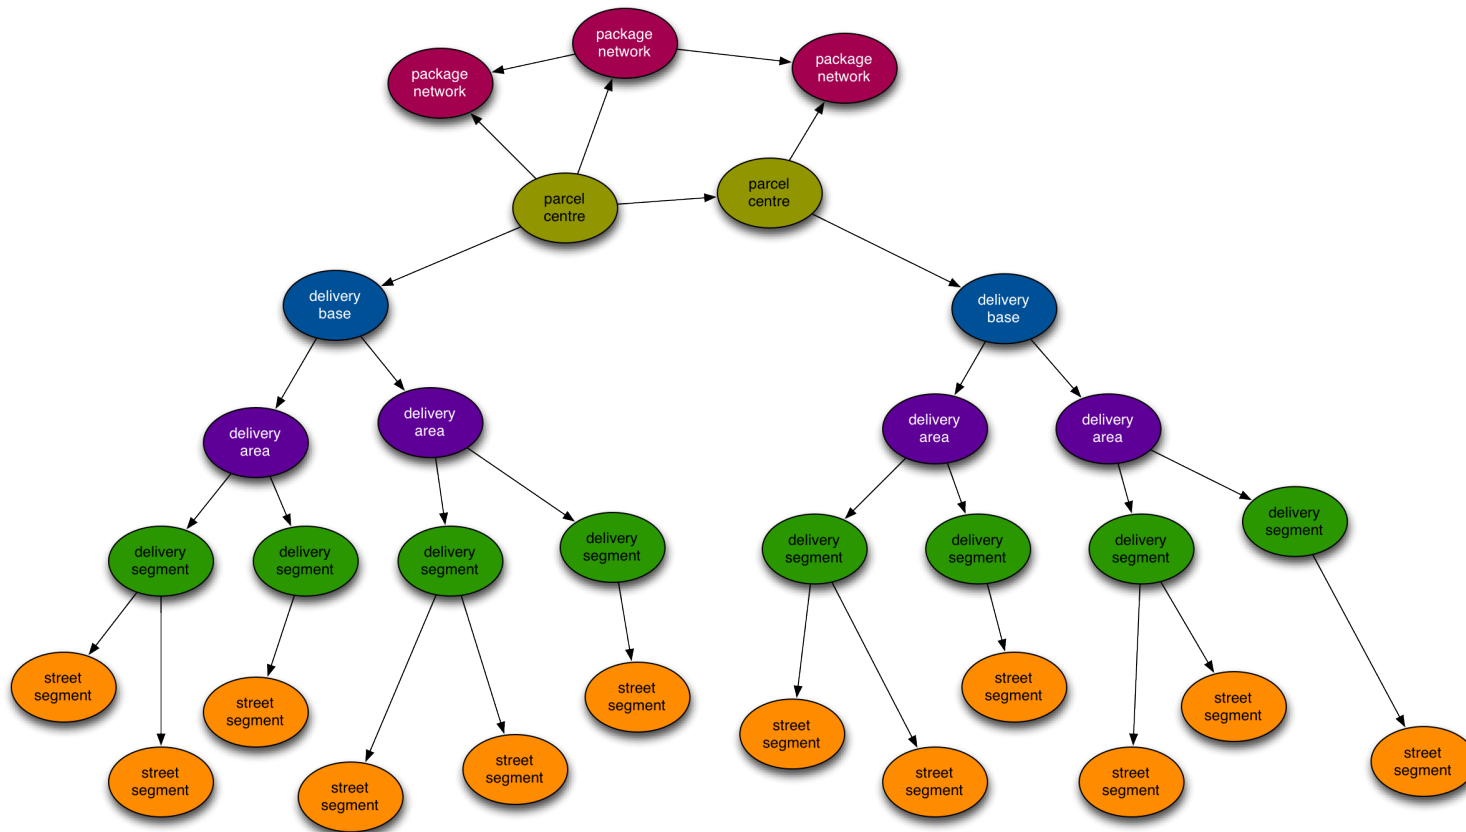 package
network
package
network
package
network
parcel
centre
parcel
centre
delivery
base
delivery
base
delivery
area
delivery
area
delivery
area
delivery
area
delivery
segment
delivery
segment
delivery
segment
delivery
segment
delivery
segment
delivery
segment
delivery
segment
delivery
segment
street
segment
street
segment
street
segment
street
segment
street
segment
street
segment
street
segment
street
segment
street
segment
street
segment
street
segment
street
segment